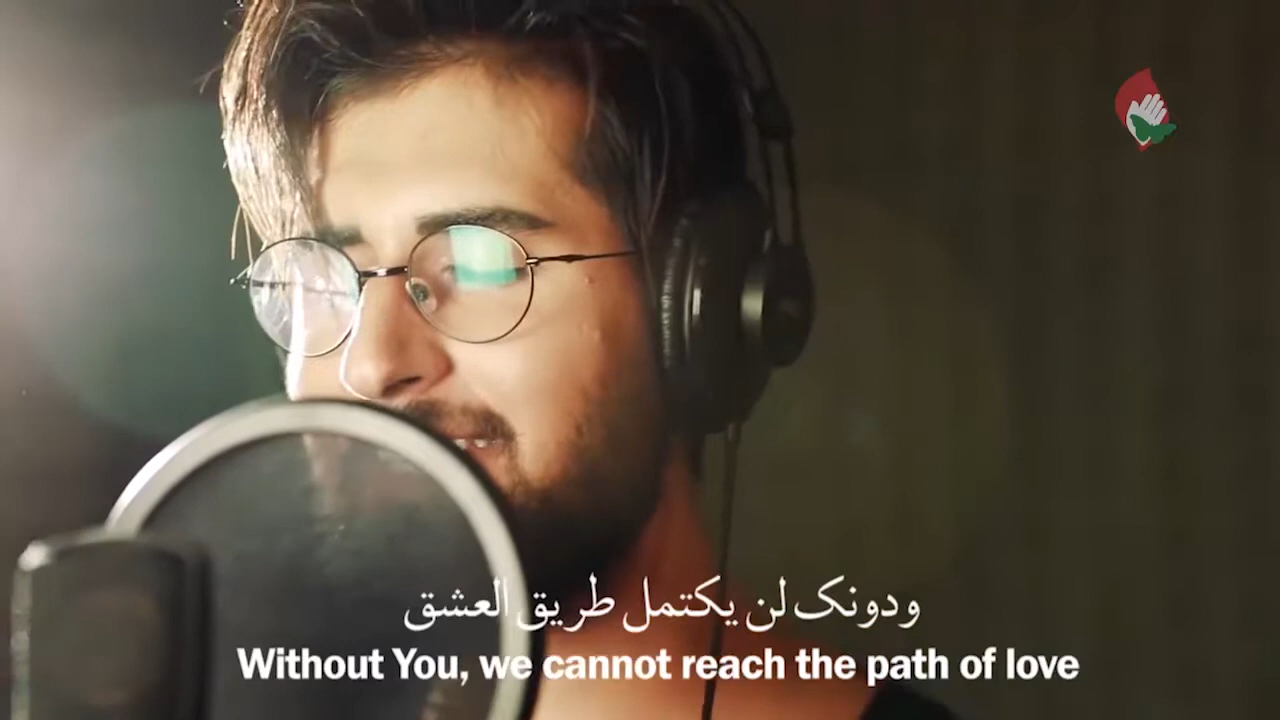 ودونک لن یکتمل طریق العشق
Without You, we cannot reach the path of love